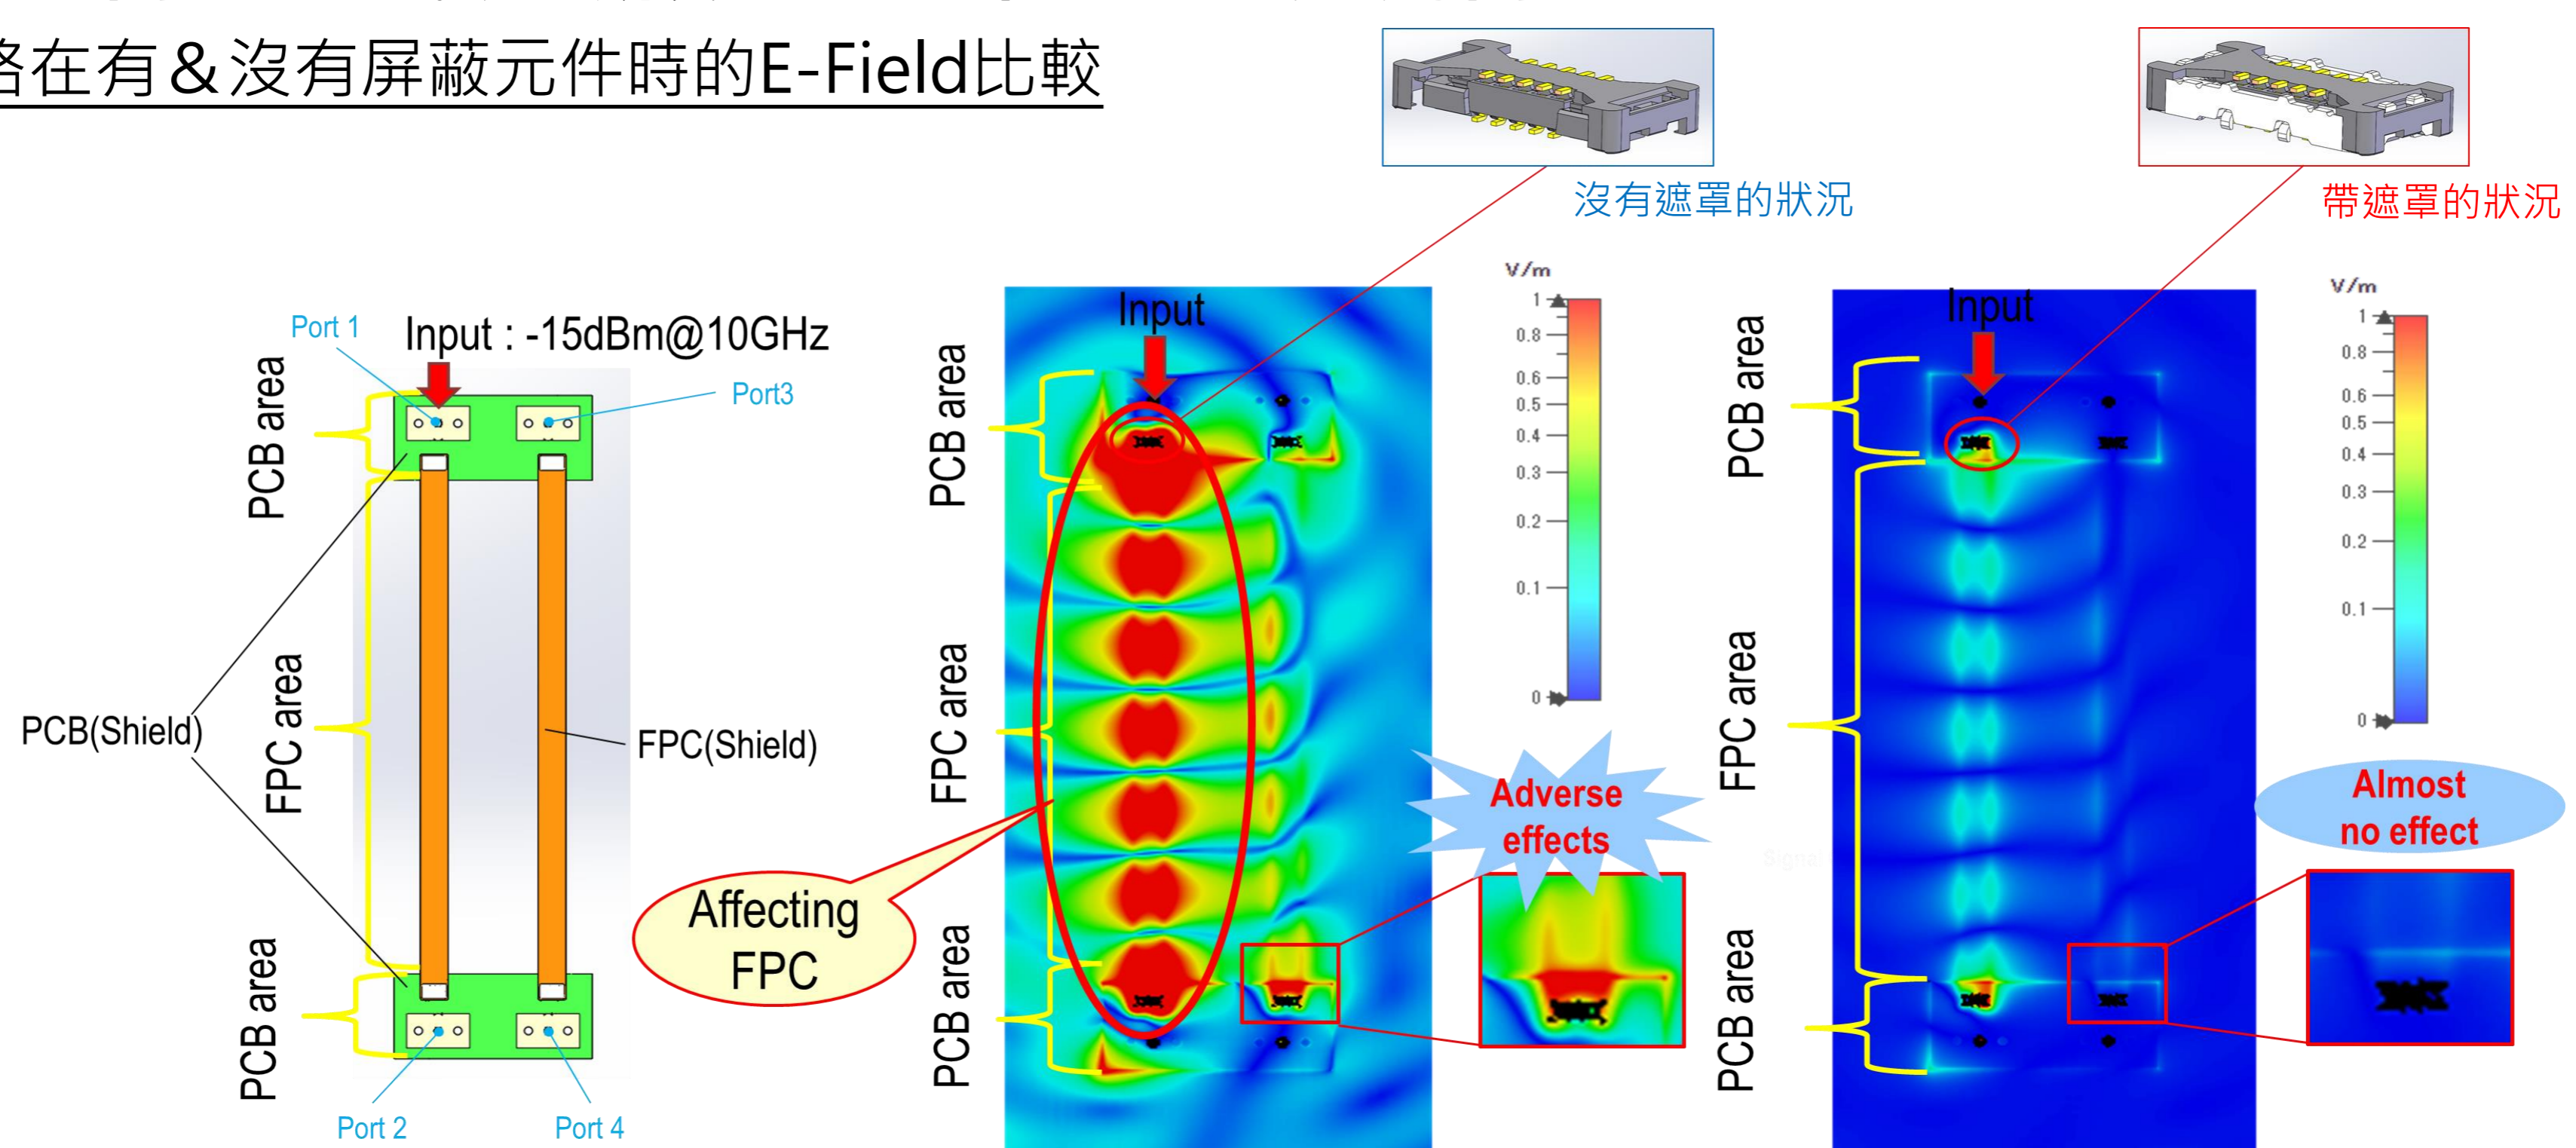 路在有&沒有屏蔽元件時的E-Field比較
沒有遮罩的狀況
帶遮罩的狀況
Port 1
Input : -15dBm@10GHz
Port3
PCB area
FPC area
PCB area
PCB(Shield)
FPC(Shield)
Port 2
Port 4
Input
PCB area
FPC area
PCB area
Affecting
FPC
V/m
1
0.8
0.6
0.5
0.4
0.3
0.2
0.1
0
Adverse
effects
Input
PCB area
FPC area
PCB area
Signal
V/m
1
0.8
0.6
0.5
0.4
0.3
0.2
0.1
0
Almost
no effect